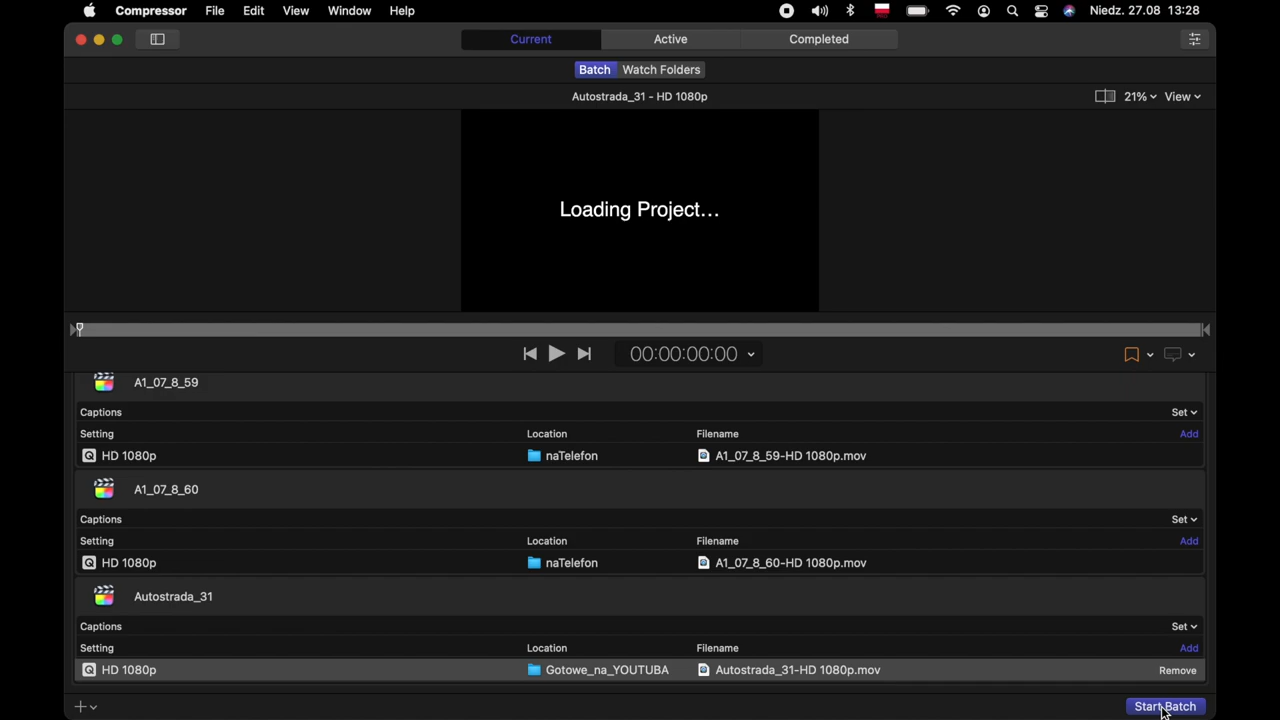 Compressor File Edit View Window Help Niedz. 27.08 13:28
Current Active Completed
Batch Watch Folders
Autostrada_31 - HD 1080p 21% View
Loading Project...
00:00:00:00
A1_07_8_59
Captions Set
Setting Location Filename Add
HD 1080p naTelefon A1_07_8_59-HD 1080p.mov
A1_07_8_60
Captions Set
Setting Location Filename Add
HD 1080p naTelefon A1_07_8_60-HD 1080p.mov
Autostrada_31
Captions Set
Setting Location Filename Add
HD 1080p Gotowe_na_YOUTUBA Autostrada_31-HD 1080p.mov Remove
Start Batch